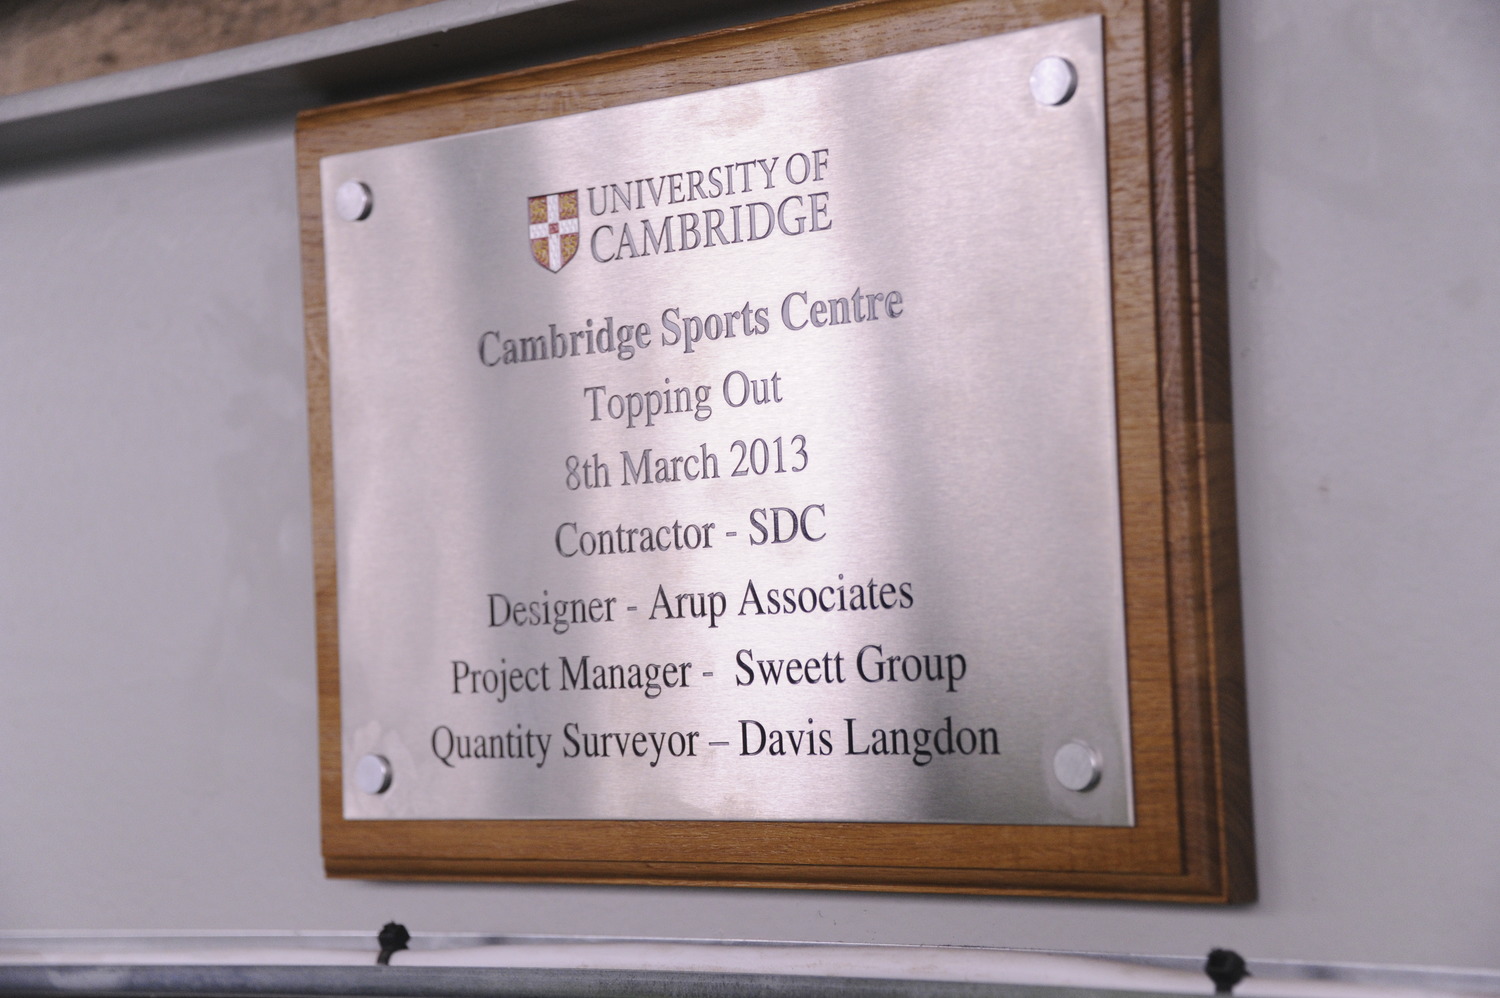 UNIVERSITY OF
CAMBRIDGE
Cambridge Sports Centre
Topping Out
8th March 2013
Contractor - SDC
Designer - Arup Associates
Project Manager - Sweett Group
Quantity Surveyor – Davis Langdon